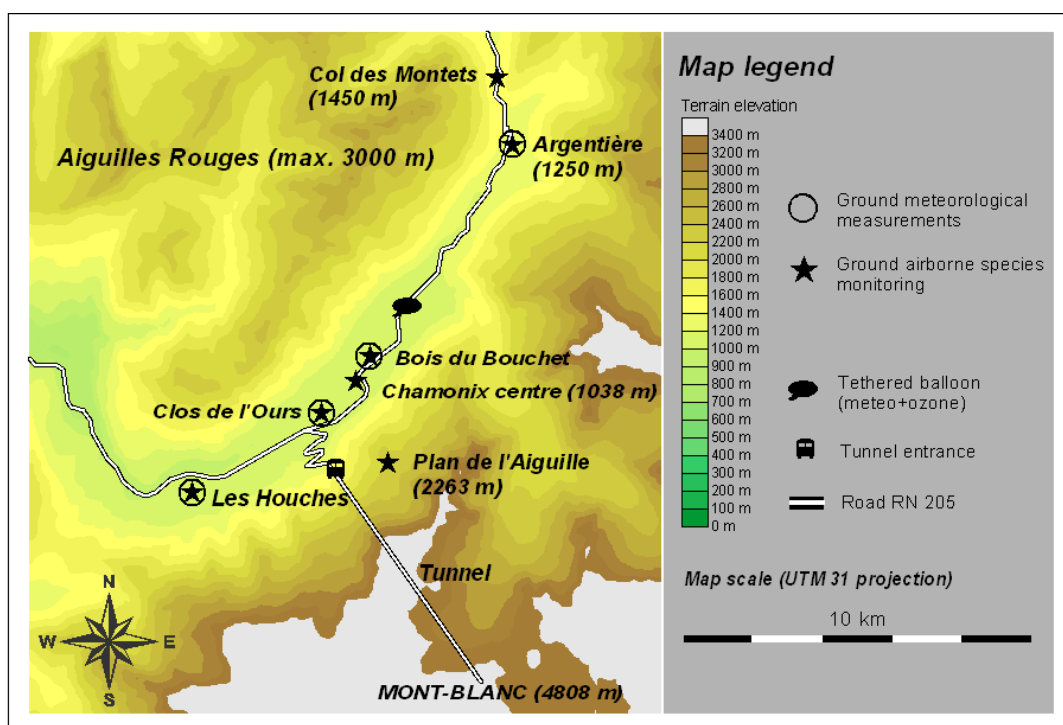 Col des Montets
(1450 m)
Aiguilles Rouges (max. 3000 m)
Argentière
(1250 m)
Bois du Bouchet
Chamonix centre (1038 m)
Clos de l'Ours
Plan de l'Aiguille
(2263 m)
Les Houches
Tunnel
MONT-BLANC (4808 m)
N
W
E
S
Map legend
Terrain elevation
3400 m
3200 m
3000 m
2800 m
2600 m
2400 m
2200 m
2000 m
1800 m
1600 m
1400 m
1200 m
1000 m
900 m
800 m
700 m
600 m
500 m
400 m
300 m
200 m
100 m
0 m
Ground meteorological
measurements
Ground airborne species
monitoring
Tethered balloon
(meteo+ozone)
Tunnel entrance
Road RN 205
Map scale (UTM 31 projection)
10 km